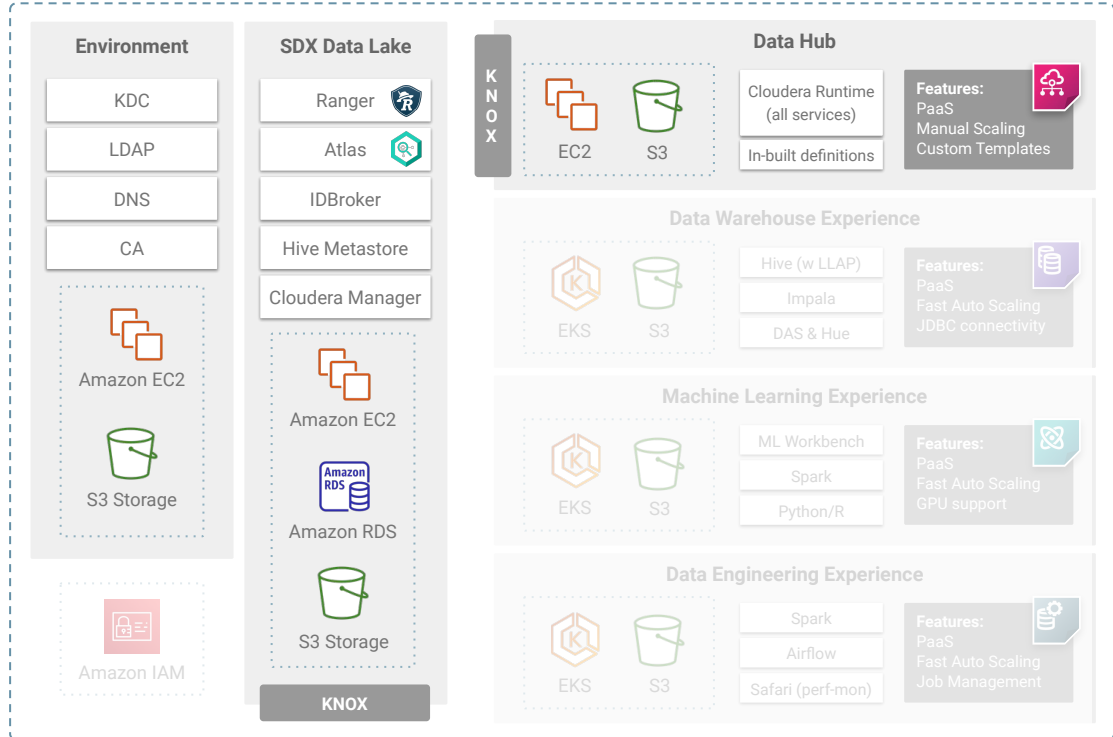 Environment
KDC
LDAP
DNS
CA
Amazon EC2
S3 Storage
Amazon IAM
SDX Data Lake
Ranger
R
Atlas
IDBroker
Hive Metastore
Cloudera Manager
Amazon EC2
Amazon
RDS
Amazon RDS
S3 Storage
KNOX
KNOX
Data Hub
EC2
S3
Cloudera Runtime
(all services)
In-built definitions
Features:
PaaS
Manual Scaling
Custom Templates
Data Warehouse Experience
K
EKS
S3
Hive (w LLAP)
Impala
DAS & Hue
Features:
PaaS
Fast Auto Scaling
JDBC connectivity
Machine Learning Experience
K
EKS
S3
ML Workbench
Spark
Python/R
Features:
PaaS
Fast Auto Scaling
GPU support
Data Engineering Experience
K
EKS
S3
Spark
Airflow
Safari (perf-mon)
Features:
PaaS
Fast Auto Scaling
Job Management